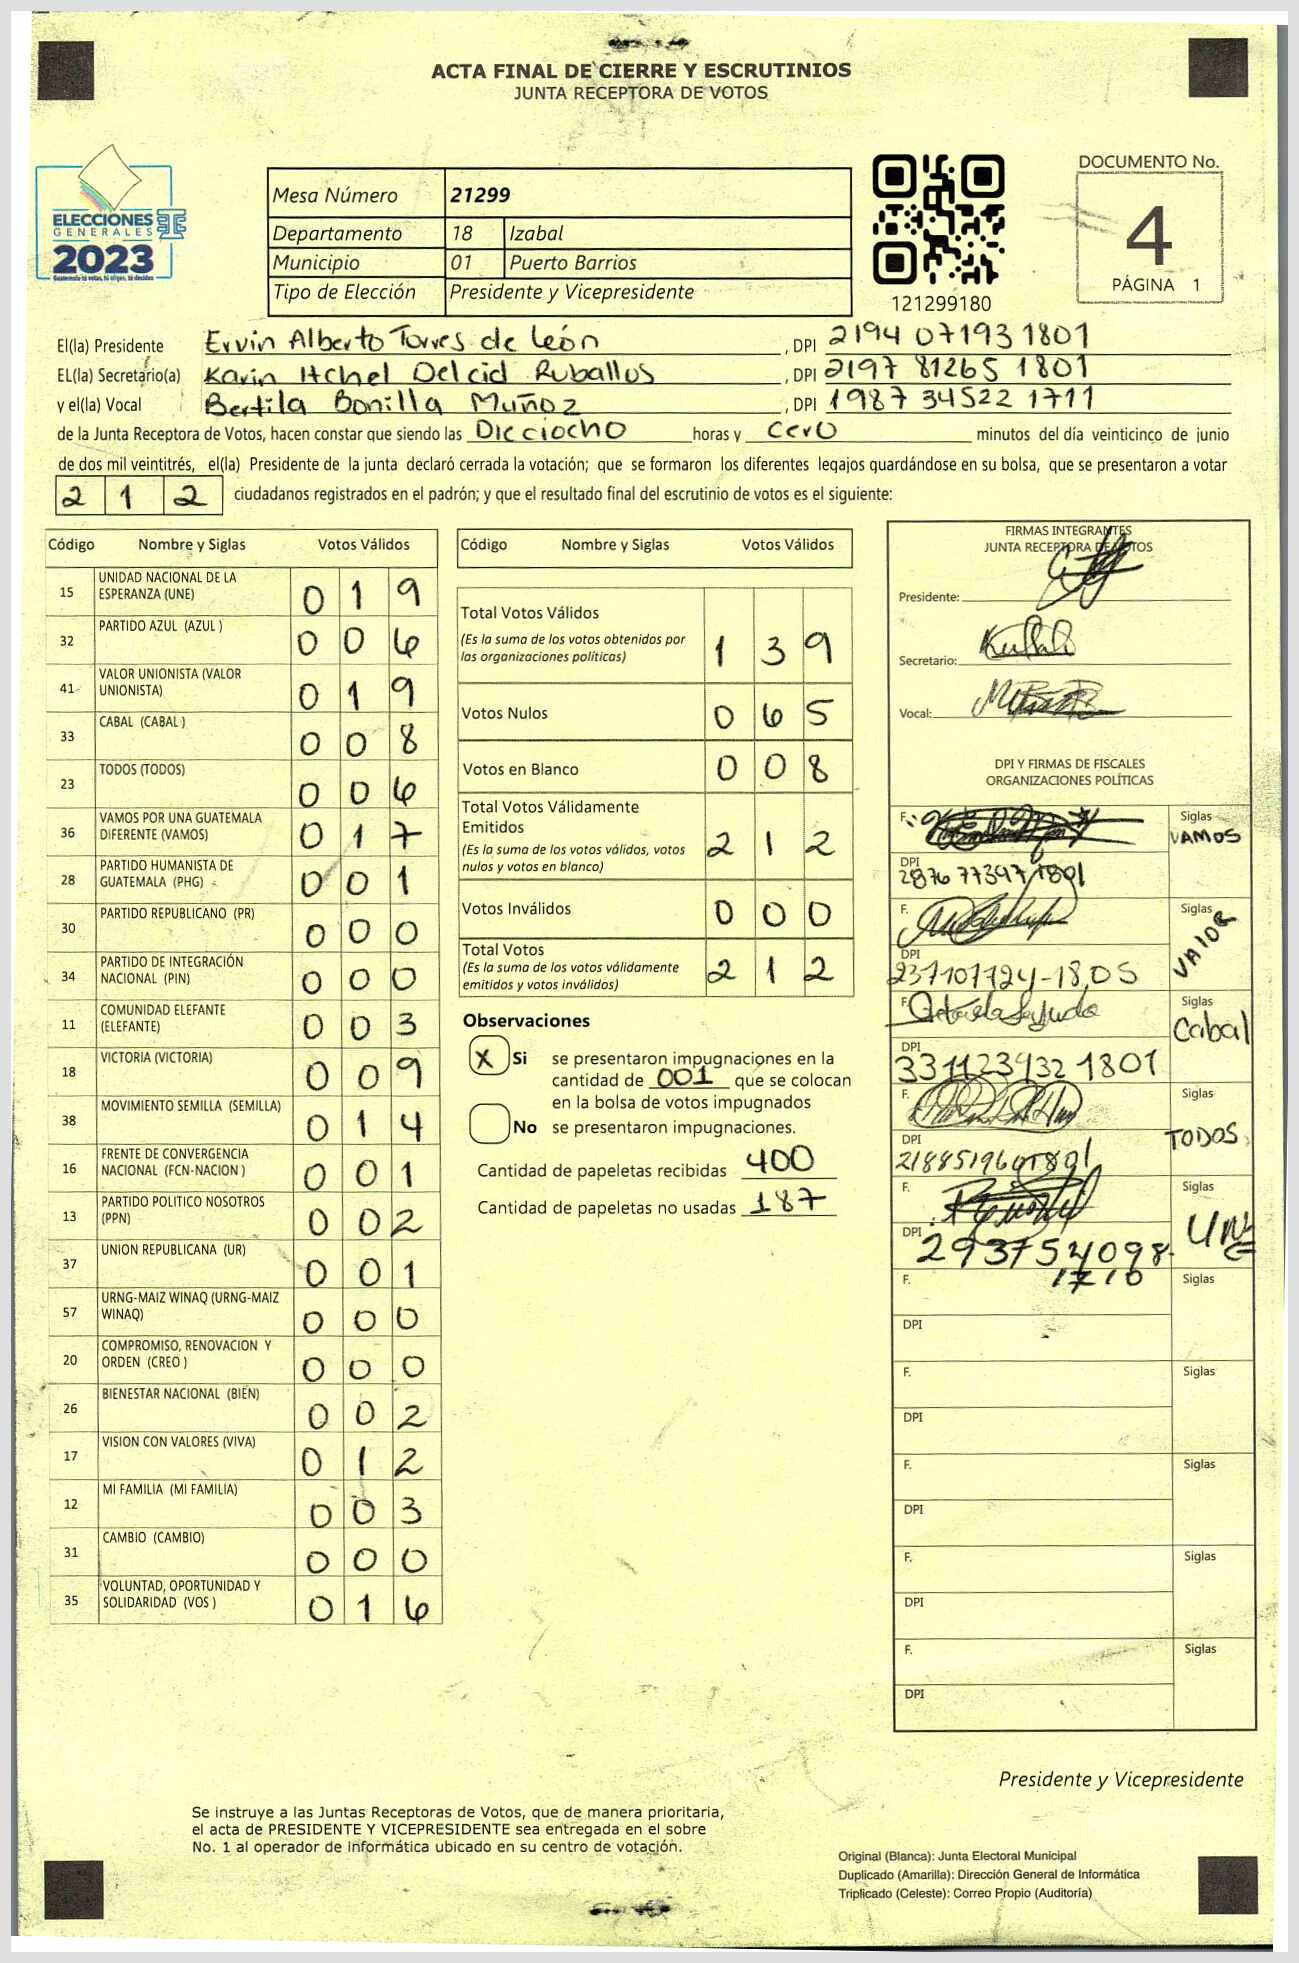 ACTA FINAL DE CIERRE Y ESCRUTINIOS
JUNTA RECEPTORA DE VOTOS
ELECCIONES
GENERALES
2023
Guatemala tú votas, tú eliges, tú decides
Mesa Número 21299
Departamento 18 Izabal
Municipio 01 Puerto Barrios
Tipo de Elección Presidente y Vicepresidente
121299180
DOCUMENTO No.
4
PÁGINA 1
El(la) Presidente Ervin Alberto Torres de León , DPI 2194 07193 1801
EL(la) Secretario(a) Karin Itchel Delcid Ruballos , DPI 2197 81265 1801
y el(la) Vocal Bertila Bonilla Muñoz , DPI 1987 34522 1711
de la Junta Receptora de Votos, hacen constar que siendo las Dieciocho horas y cero minutos del día veinticinco de junio
de dos mil veintitrés, el(la) Presidente de la junta declaró cerrada la votación; que se formaron los diferentes legajos guardándose en su bolsa, que se presentaron a votar
2 1 2 ciudadanos registrados en el padrón; y que el resultado final del escrutinio de votos es el siguiente:
Código Nombre y Siglas Votos Válidos
15 UNIDAD NACIONAL DE LA ESPERANZA (UNE) 0 1 9
32 PARTIDO AZUL (AZUL ) 0 0 6
41 VALOR UNIONISTA (VALOR UNIONISTA) 0 1 9
33 CABAL (CABAL ) 0 0 8
23 TODOS (TODOS) 0 0 6
36 VAMOS POR UNA GUATEMALA DIFERENTE (VAMOS) 0 1 7
28 PARTIDO HUMANISTA DE GUATEMALA (PHG) 0 0 1
30 PARTIDO REPUBLICANO (PR) 0 0 0
34 PARTIDO DE INTEGRACIÓN NACIONAL (PIN) 0 0 0
11 COMUNIDAD ELEFANTE (ELEFANTE) 0 0 3
18 VICTORIA (VICTORIA) 0 0 9
38 MOVIMIENTO SEMILLA (SEMILLA) 0 1 4
16 FRENTE DE CONVERGENCIA NACIONAL (FCN-NACION ) 0 0 1
13 PARTIDO POLITICO NOSOTROS (PPN) 0 0 2
37 UNION REPUBLICANA (UR) 0 0 1
57 URNG-MAIZ WINAQ (URNG-MAIZ WINAQ) 0 0 0
20 COMPROMISO, RENOVACION Y ORDEN (CREO ) 0 0 0
26 BIENESTAR NACIONAL (BIEN) 0 0 2
17 VISION CON VALORES (VIVA) 0 1 2
12 MI FAMILIA (MI FAMILIA) 0 0 3
31 CAMBIO (CAMBIO) 0 0 0
35 VOLUNTAD, OPORTUNIDAD Y SOLIDARIDAD (VOS ) 0 1 6
Código Nombre y Siglas Votos Válidos
Total Votos Válidos
(Es la suma de los votos obtenidos por
las organizaciones políticas) 1 3 9
Votos Nulos 0 6 5
Votos en Blanco 0 0 8
Total Votos Válidamente
Emitidos
(Es la suma de los votos válidos, votos
nulos y votos en blanco) 2 1 2
Votos Inválidos 0 0 0
Total Votos
(Es la suma de los votos válidamente
emitidos y votos inválidos) 2 1 2
Observaciones
X Si se presentaron impugnaciones en la
cantidad de 001 que se colocan
en la bolsa de votos impugnados
No se presentaron impugnaciones.
Cantidad de papeletas recibidas 400
Cantidad de papeletas no usadas 187
FIRMAS INTEGRANTES
JUNTA RECEPTORA DE VOTOS
Presidente:
Secretario:
Vocal:
DPI Y FIRMAS DE FISCALES
ORGANIZACIONES POLÍTICAS
F. Siglas VAMOS
DPI 2876 77397 1801
F. Siglas VALOR
DPI
F. Siglas Cabal
DPI 331123932 1801
F. Siglas TODOS
DPI
F. Siglas UNE
DPI 293754098
1710
F. Siglas
DPI
F. Siglas
DPI
F. Siglas
DPI
F. Siglas
DPI
F. Siglas
DPI
Presidente y Vicepresidente
Se instruye a las Juntas Receptoras de Votos, que de manera prioritaria,
el acta de PRESIDENTE Y VICEPRESIDENTE sea entregada en el sobre
No. 1 al operador de informática ubicado en su centro de votación.
Original (Blanca): Junta Electoral Municipal
Duplicado (Amarilla): Dirección General de Informática
Triplicado (Celeste): Correo Propio (Auditoría)